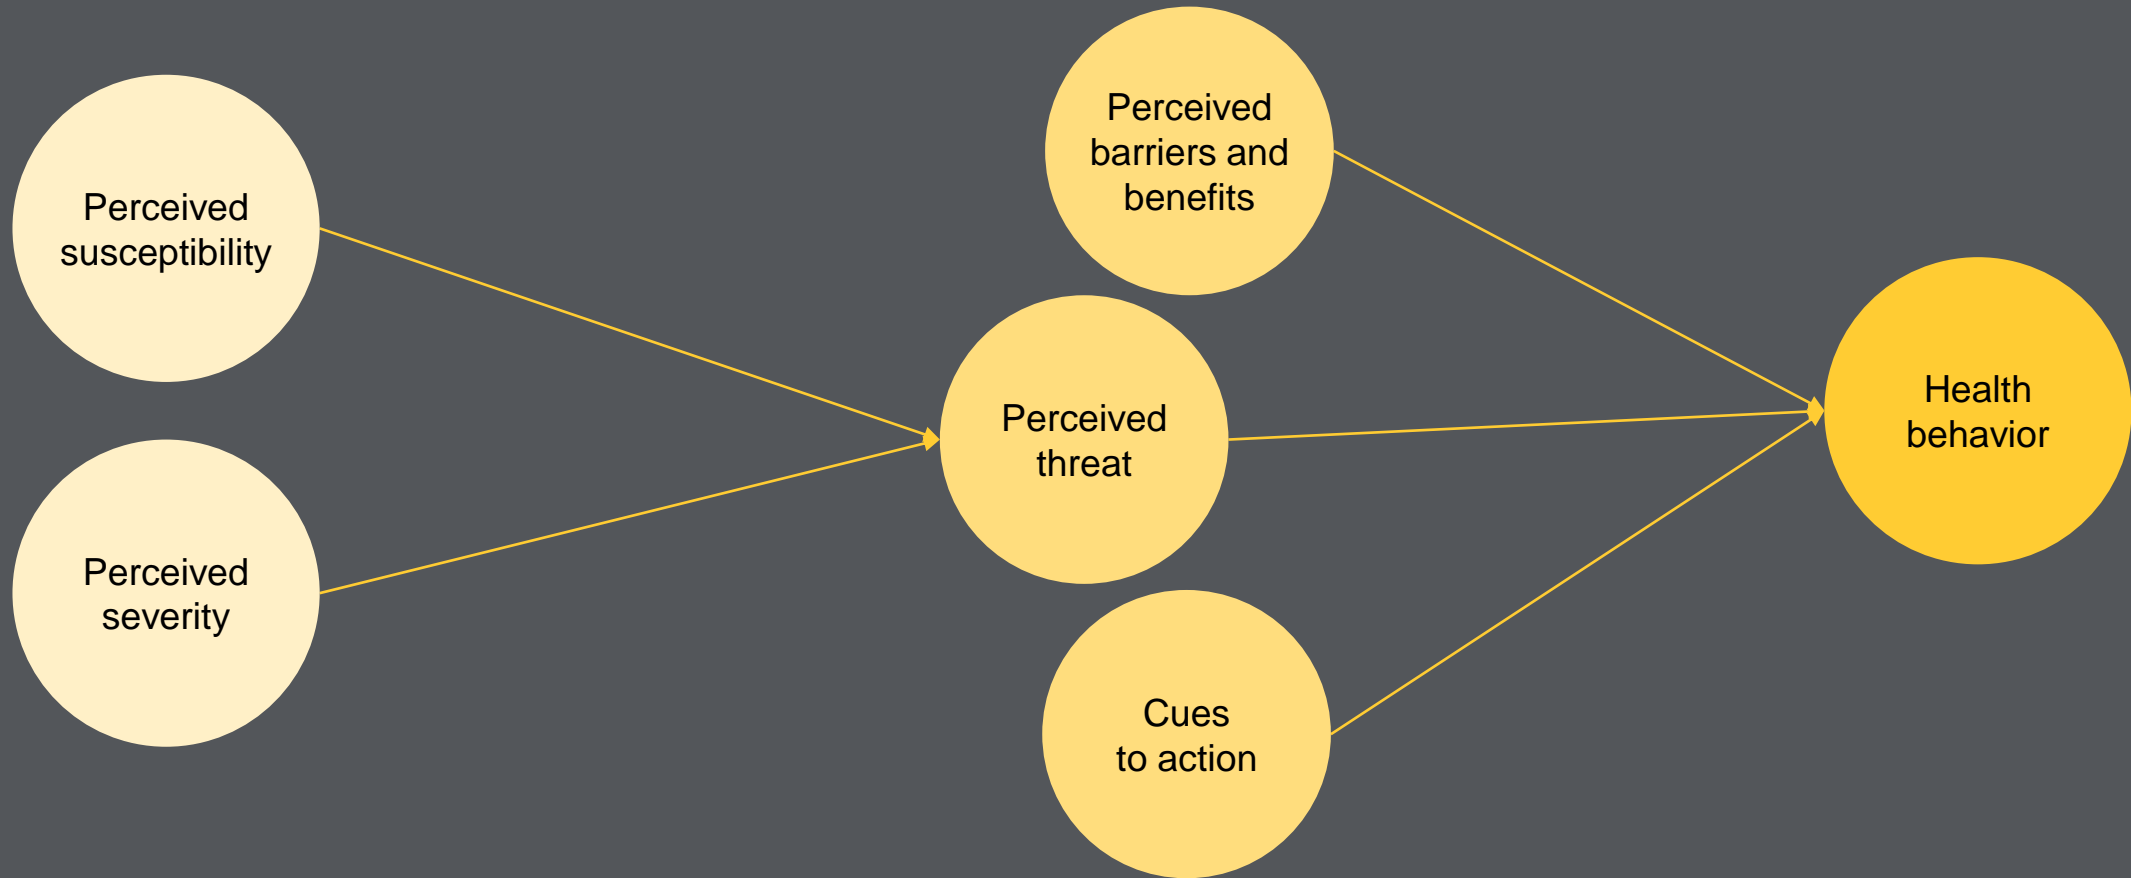 Perceived
susceptibility
Perceived
severity
Perceived
barriers and
benefits
Perceived
threat
Cues
to action
Health
behavior